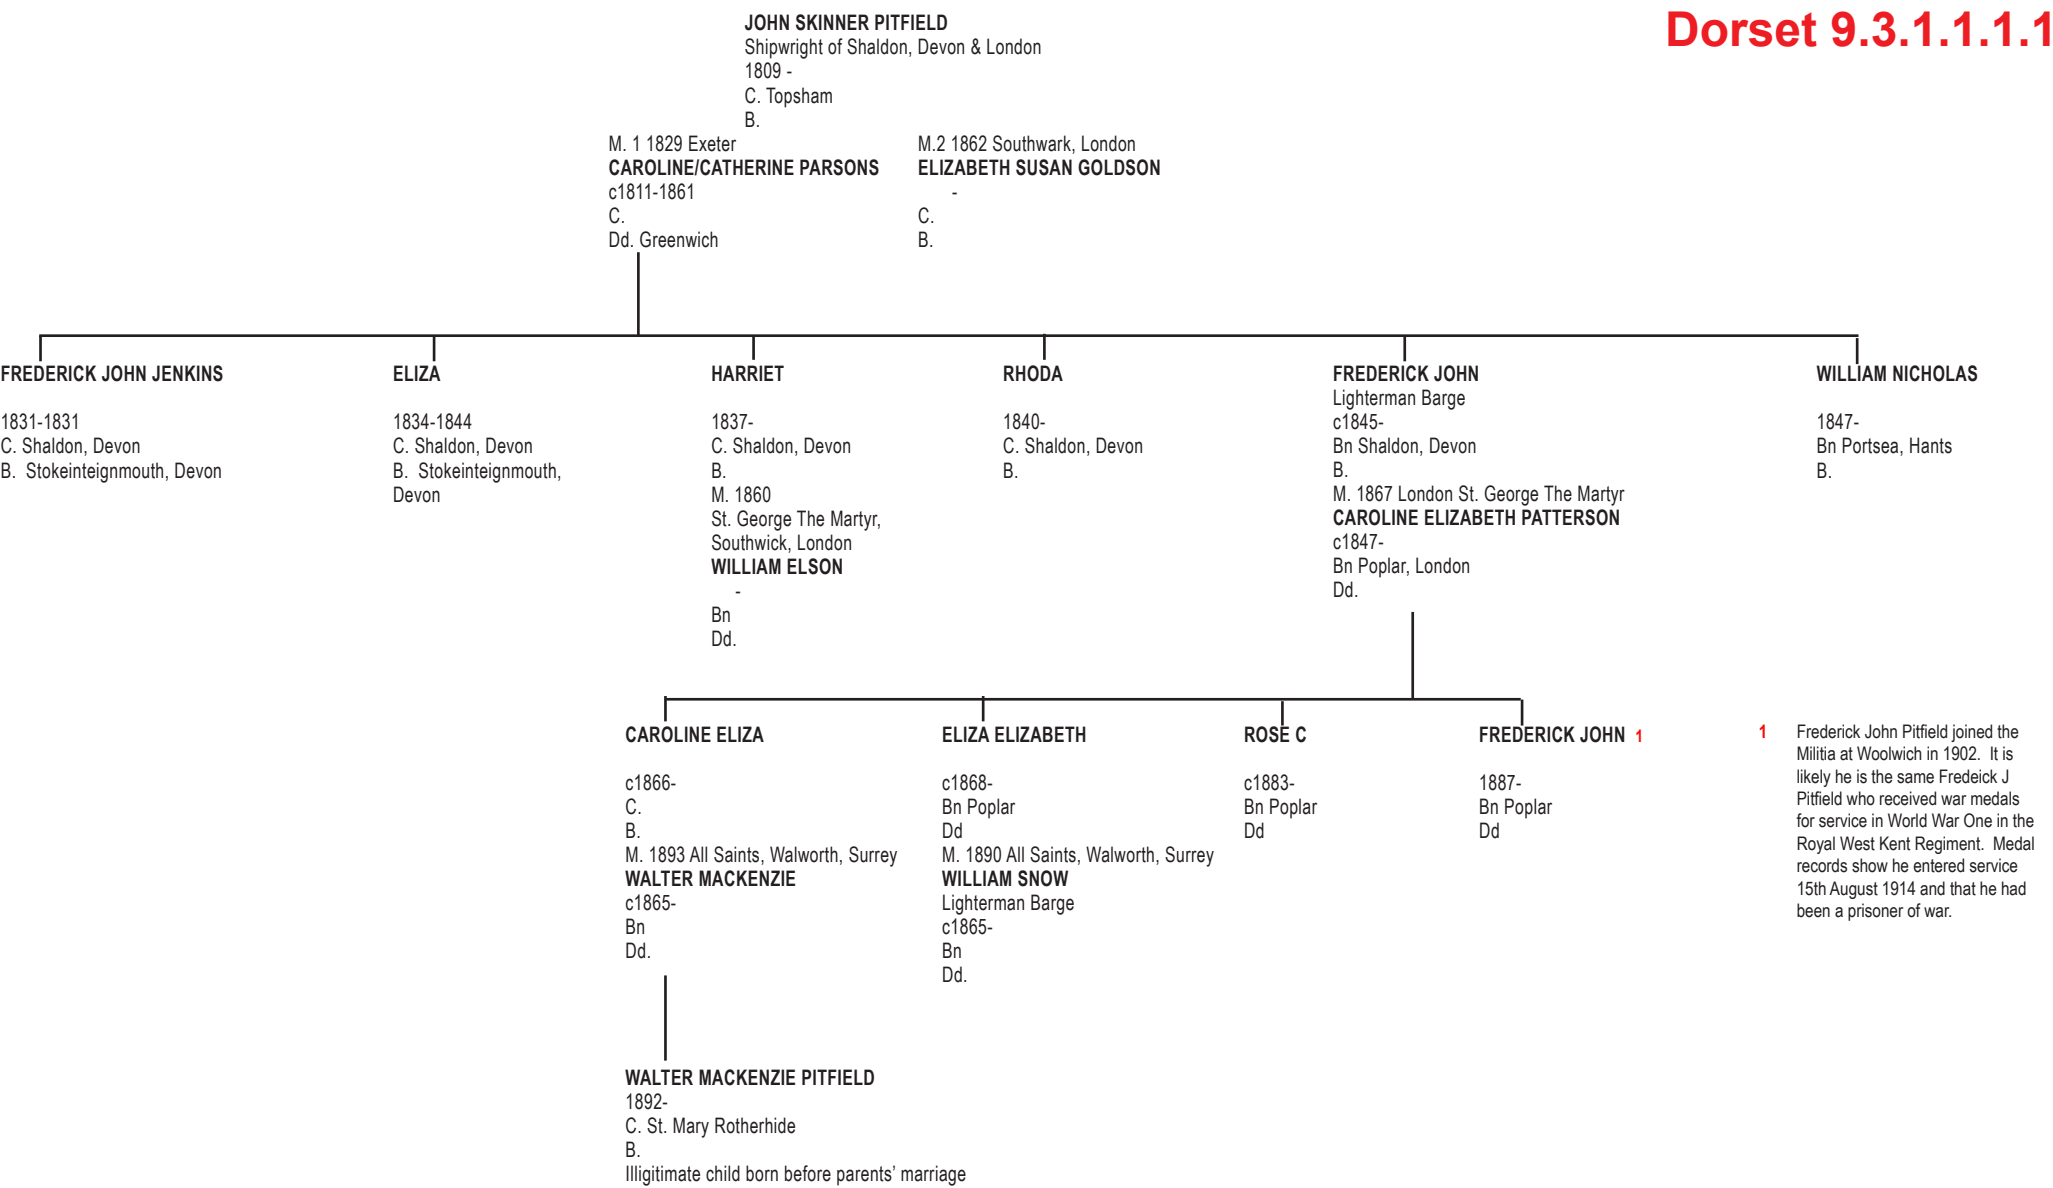 Dorset 9.3.1.1.1.1
JOHN SKINNER PITFIELD
Shipwright of Shaldon, Devon & London
1809 -
C. Topsham
B.
M. 1 1829 Exeter
CAROLINE/CATHERINE PARSONS
c1811-1861
C.
Dd. Greenwich
M.2 1862 Southwark, London
ELIZABETH SUSAN GOLDSON
-
C.
B.
FREDERICK JOHN JENKINS
1831-1831
C. Shaldon, Devon
B. Stokeinteignmouth, Devon
ELIZA
1834-1844
C. Shaldon, Devon
B. Stokeinteignmouth,
Devon
HARRIET
1837-
C. Shaldon, Devon
B.
M. 1860
St. George The Martyr,
Southwick, London
WILLIAM ELSON
-
Bn
Dd.
RHODA
1840-
C. Shaldon, Devon
B.
FREDERICK JOHN
Lighterman Barge
c1845-
Bn Shaldon, Devon
B.
M. 1867 London St. George The Martyr
CAROLINE ELIZABETH PATTERSON
c1847-
Bn Poplar, London
Dd.
WILLIAM NICHOLAS
1847-
Bn Portsea, Hants
B.
CAROLINE ELIZA
c1866-
C.
B.
M. 1893 All Saints, Walworth, Surrey
WALTER MACKENZIE
c1865-
Bn
Dd.
ELIZA ELIZABETH
c1868-
Bn Poplar
Dd
M. 1890 All Saints, Walworth, Surrey
WILLIAM SNOW
Lighterman Barge
c1865-
Bn
Dd.
ROSE C
c1883-
Bn Poplar
Dd
FREDERICK JOHN 1
1887-
Bn Poplar
Dd
1 Frederick John Pitfield joined the
Militia at Woolwich in 1902. It is
likely he is the same Fredeick J
Pitfield who received war medals
for service in World War One in the
Royal West Kent Regiment. Medal
records show he entered service
15th August 1914 and that he had
been a prisoner of war.
WALTER MACKENZIE PITFIELD
1892-
C. St. Mary Rotherhide
B.
Illigitimate child born before parents’ marriage